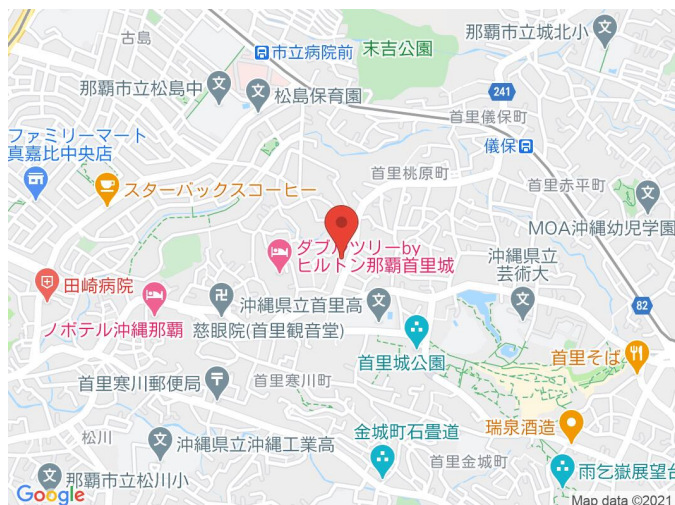 古島
市立病院前
末吉公園
那覇市立城北小
那覇市立松島中
松島保育園
241
首里儀保町
ファミリーマート
真嘉比中央店
儀保
首里桃原町
スターバックスコーヒー
首里赤平町
MOA沖縄幼児学園
ダブルツリーby
ヒルトン那覇首里城
沖縄県立
芸術大
田崎病院
ノボテル沖縄那覇
沖縄県立首里高
82
慈眼院(首里観音堂)
首里城公園
首里そば
首里寒川郵便局
首里寒川町
瑞泉酒造
松川
沖縄県立沖縄工業高
金城町石畳道
首里金城町
那覇市立松川小
雨乞嶽展望台
Google
Map data ©2021